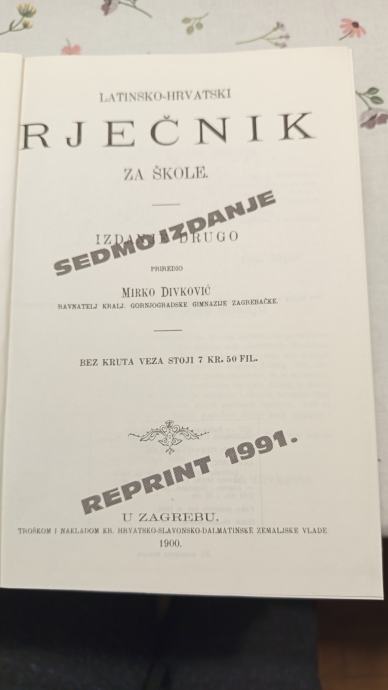 LATINSKO-HRVATSKI
RJEČNIK
ZA ŠKOLE.
SEDMO IZDANJE
IZDANJE DRUGO
PRIREDIO
MIRKO DIVKOVIĆ
RAVNATELJ KRALJ. GORNJOGRADSKE GIMNAZIJE ZAGREBAČKE.
BEZ KRUTA VEZA STOJI 7 KR. 50 FIL.
REPRINT 1991.
U ZAGREBU.
TROŠKOM I NAKLADOM KR. HRVATSKO-SLAVONSKO-DALMATINSKE ZEMALJSKE VLADE
1900.